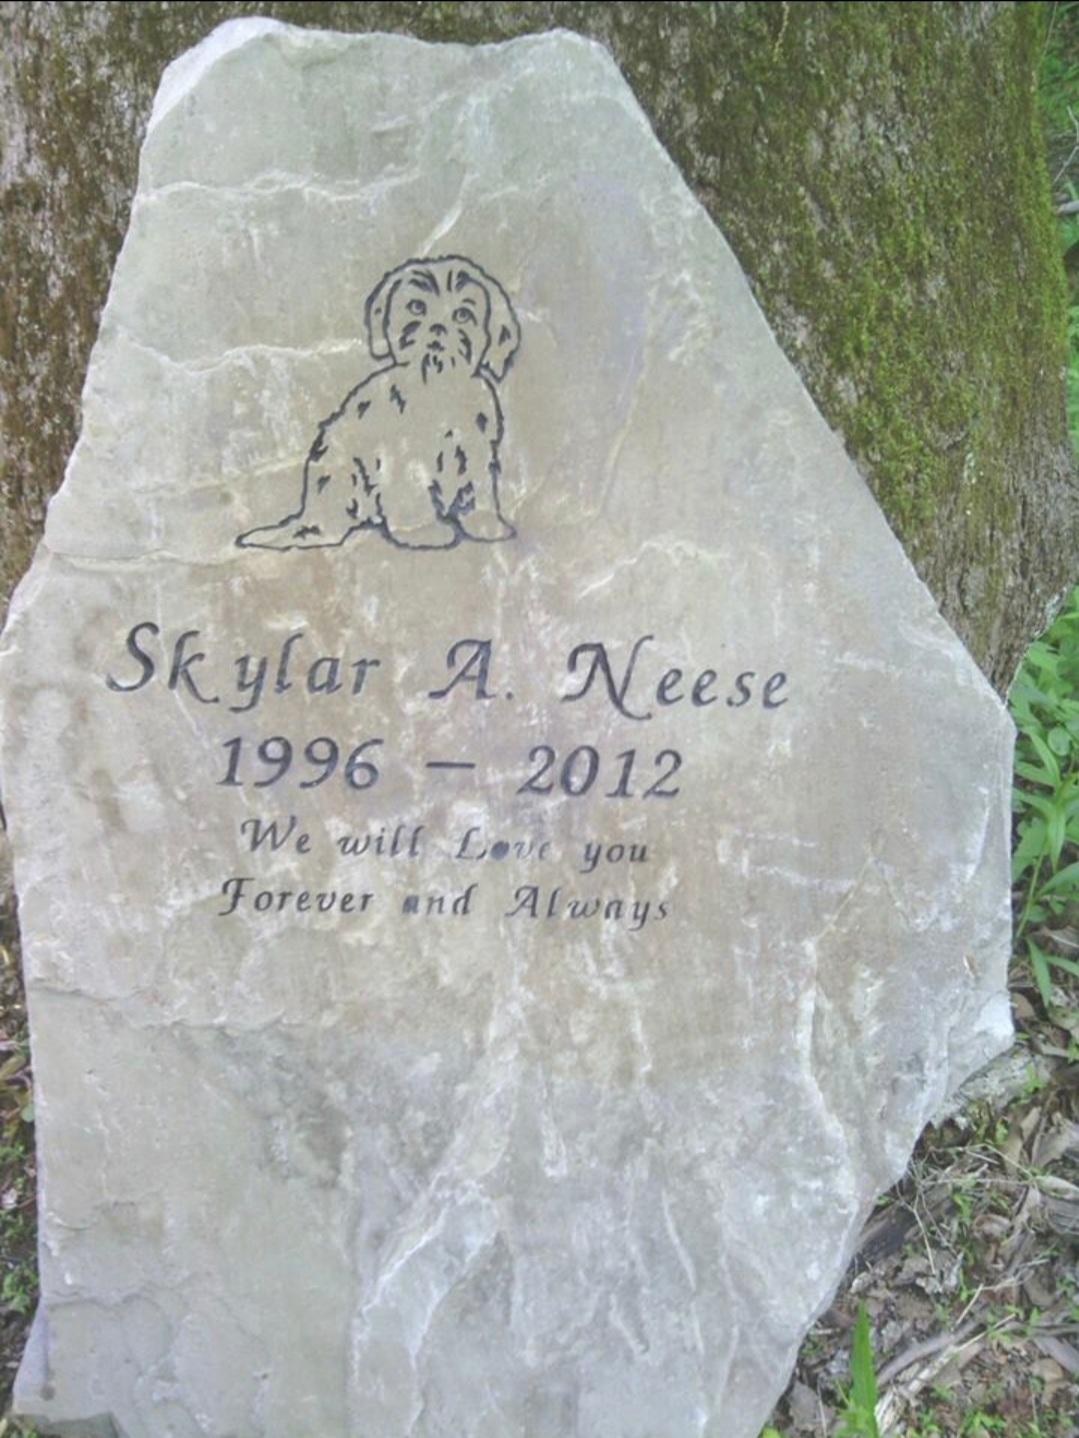 Skylar A. Neese
1996 – 2012
We will Love you
Forever and Always